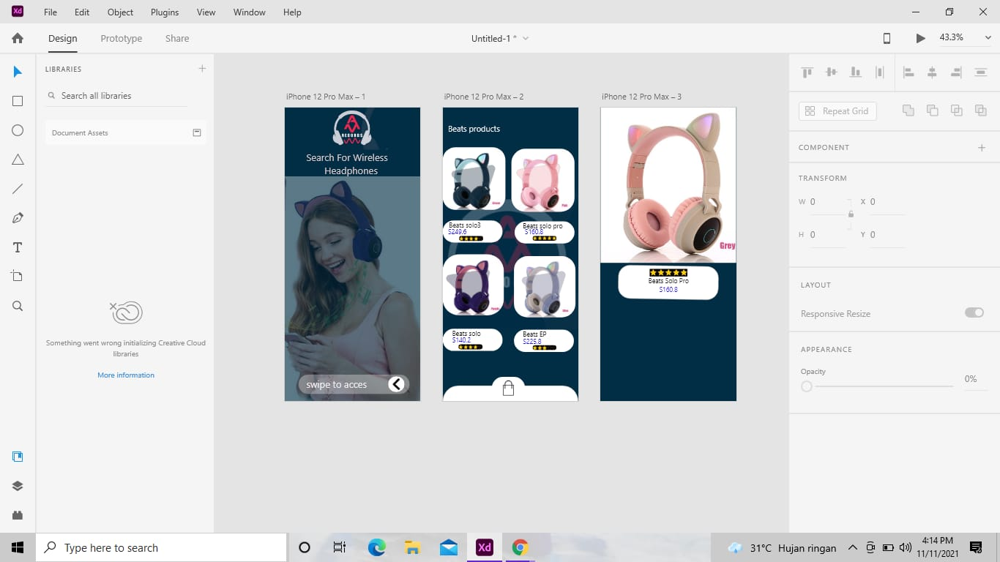 Xd File Edit Object Plugins View Window Help
Design Prototype Share
Untitled-1 *
43.3%
LIBRARIES
Search all libraries
Document Assets
Something went wrong initializing Creative Cloud
libraries
More information
iPhone 12 Pro Max – 1
RECORDS
Search For Wireless
Headphones
swipe to acces
iPhone 12 Pro Max – 2
Beats products
Pink
Beats solo3
$249.6
Beats solo pro
$160.8
Beats solo
$140.2
Beats EP
$225.8
iPhone 12 Pro Max – 3
Grey
Beats Solo Pro
$160.8
Repeat Grid
COMPONENT
TRANSFORM
W 0 X 0
H 0 Y 0
LAYOUT
Responsive Resize
APPEARANCE
Opacity
0%
Type here to search
Xd
31°C Hujan ringan
4:14 PM
11/11/2021